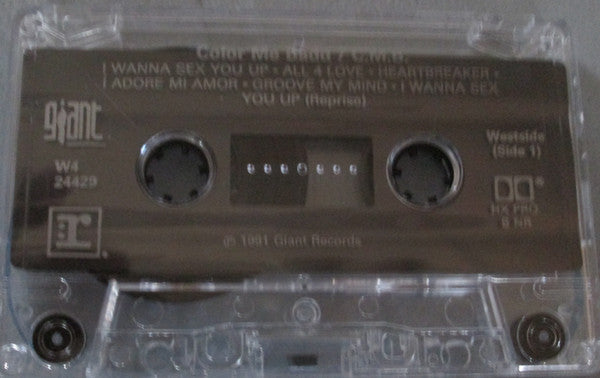 Color Me Badd / C.M.B.
I WANNA SEX YOU UP • ALL 4 LOVE • HEARTBREAKER •
I ADORE MI AMOR • GROOVE MY MIND • I WANNA SEX
YOU UP (Reprise)
giant
W4
24429
r
Westside
(Side 1)
HX PRO
B NR
℗ 1991 Giant Records